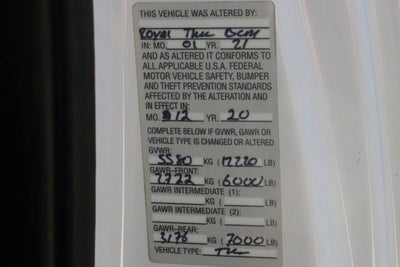 THIS VEHICLE WAS ALTERED BY:
Royal Truck Body
IN: MO. 01 YR. 21
AND AS ALTERED IT CONFORMS TO
ALL APPLICABLE U.S.A. FEDERAL
MOTOR VEHICLE SAFETY, BUMPER
AND THEFT PREVENTION STANDARDS
AFFECTED BY THE ALTERATION AND
IN EFFECT IN:
MO. 12 YR. 20
COMPLETE BELOW IF GVWR, GAWR OR
VEHICLE TYPE IS CHANGED OR ALTERED
GVWR:
5580 KG ( LB)
GAWR-FRONT:
2722 KG (6000 LB)
GAWR INTERMEDIATE (1):
KG ( LB)
GAWR INTERMEDIATE (2):
KG ( LB)
GAWR-REAR:
3176 KG (7000 LB)
VEHICLE TYPE: